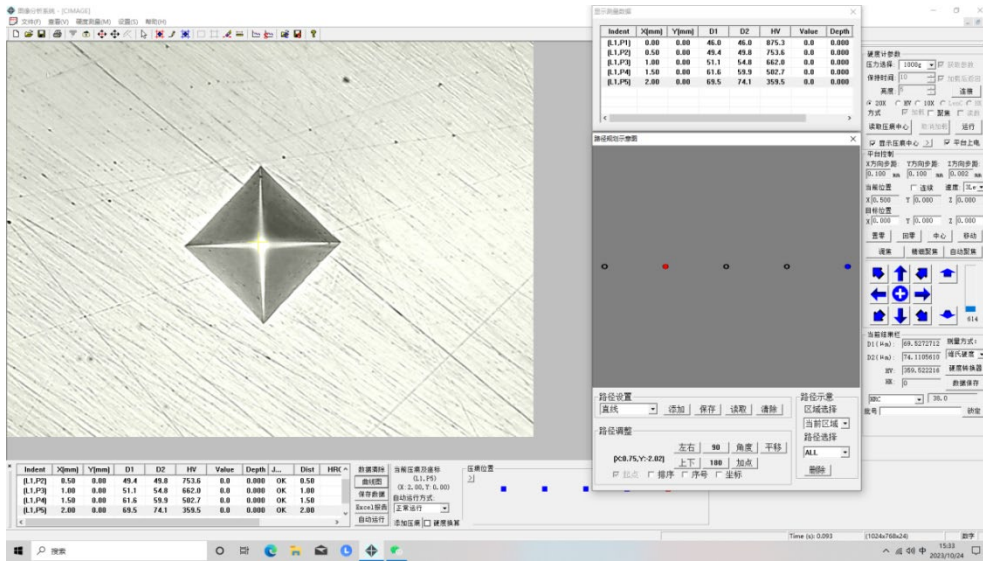 图像分析系统 - [CIMAGE]
文件(F) 查看(V) 硬度测量(M) 设置(S) 帮助(H)
显示测量数据
Indent X[mm] Y[mm] D1 D2 HV Value Depth
(L1,P1) 0.00 0.00 46.0 46.0 875.3 0.0 0.000
(L1,P2) 0.50 0.00 49.4 49.8 753.6 0.0 0.000
(L1,P3) 1.00 0.00 51.1 54.8 662.0 0.0 0.000
(L1,P4) 1.50 0.00 61.6 59.9 502.7 0.0 0.000
(L1,P5) 2.00 0.00 69.5 74.1 359.5 0.0 0.000
路径规划示意图
路径设置
直线 添加 保存 读取 清除
路径调整
[X:0.75,Y:-2.02]
左右 90 角度 平移
上下 180 加点
拐点 排序 序号 坐标
路径示意
区域选择
当前区域
路径选择
ALL
删除
硬度计参数
压力选择 1000g
保持时间 10
高度: 连接
20X HV 10X
方式 加载 聚焦
读取压痕中心 运行
显示压痕中心 >| 平台上电
平台控制
X方向步距 Y方向步距 Z方向步距
0.100 mm 0.100 mm 0.002 mm
当前位置 连续 速度:
X 0.500 Y 0.000 Z 0.000
目标位置
X 0.000 Y 0.000 Z 0.000
置零 回零 中心 移动
调焦 精细聚焦 自动聚焦
614
当前结果栏
D1(um): 69.5272712 测量方式:
D2(um): 74.1105610 维氏硬度
HV: 359.522216 硬度转换器
HK: 0 数据保存
HRC 36.0
批号 锁定
Indent X[mm] Y[mm] D1 D2 HV Value Depth J... Dist HRC
(L1,P2) 0.50 0.00 49.4 49.8 753.6 0.0 0.000 OK 0.50
(L1,P3) 1.00 0.00 51.1 54.8 662.0 0.0 0.000 OK 1.00
(L1,P4) 1.50 0.00 61.6 59.9 502.7 0.0 0.000 OK 1.50
(L1,P5) 2.00 0.00 69.5 74.1 359.5 0.0 0.000 OK 2.00
数据清除
曲线图
保存数据
Excel报告
自动运行
当前压痕及坐标
(L1,P5)
(X:2.00,Y:0.00)
自动运行方式:
正常运行
添加压痕 硬度换算
压痕位置
Time (s): 0.093 (1024x768x24) 数字
搜索
中
15:33
2023/10/24